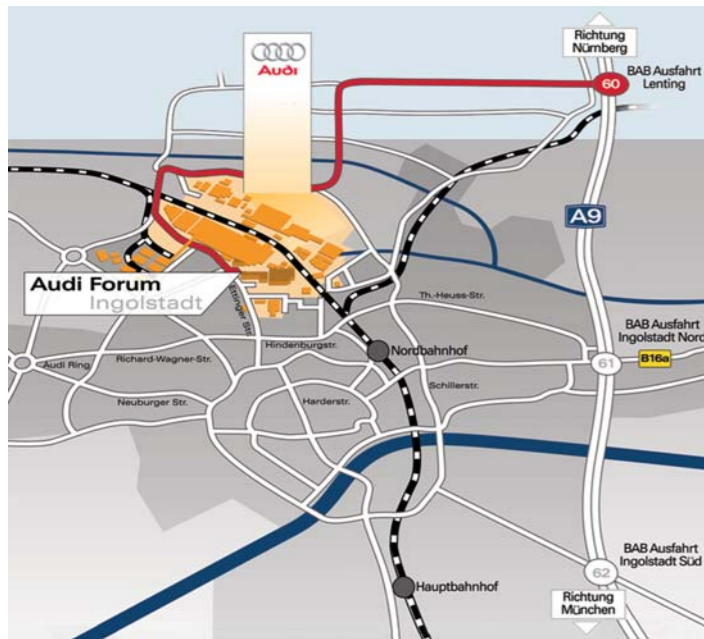 Richtung
Nürnberg
Audi
60
BAB Ausfahrt
Lenting
A9
Audi Forum
Ingolstadt
Ettinger Str.
Th.-Heuss-Str.
Hindenburgstr.
Nordbahnhof
BAB Ausfahrt
Ingolstadt Nord
B16a
61
Audi Ring
Richard-Wagner-Str.
Schillerstr.
Neuburger Str.
Harderstr.
BAB Ausfahrt
Ingolstadt Süd
62
Hauptbahnhof
Richtung
München